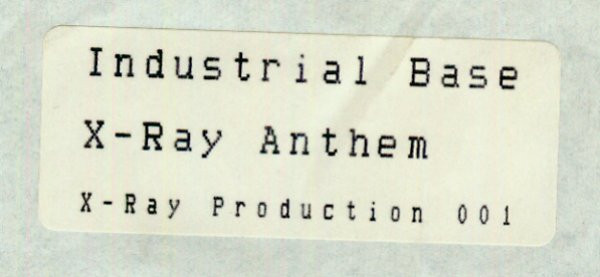 Industrial Base
X-Ray Anthem
X-Ray Production 001